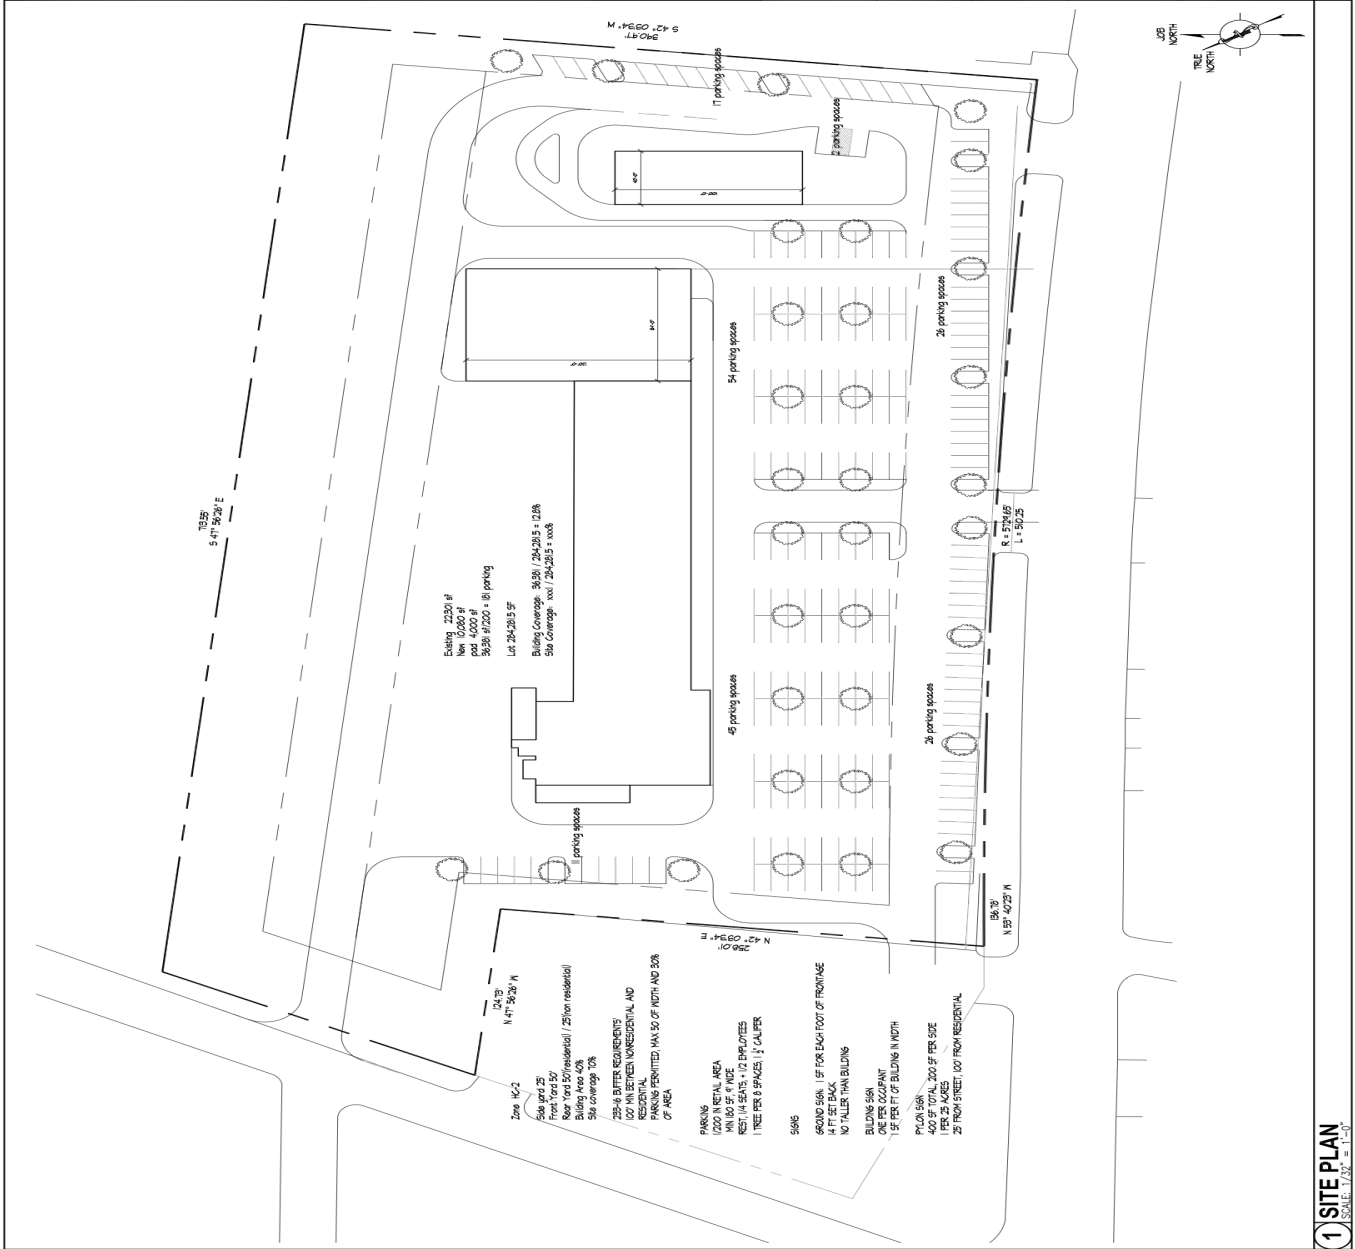 S 42° 09'34" W
390.97'
JOB
NORTH
TRUE
NORTH
17 parking spaces
2 parking spaces
40'-0"
100'-0"
26 parking spaces
54 parking spaces
120'-0"
84'-0"
713.55'
S 47° 56'26" E
Existing 22301 sf
New 10,080 sf
pad 4,000 sf
36,381 sf/200 = 181 parking
Lot 284,281.5 SF
Building Coverage: 36381 / 284,281.5 = 12.8%
Site Coverage: xxxl / 284,281.5 = xxx%
R = 5729.65'
L = 510.25
45 parking spaces
26 parking spaces
11 parking spaces
N 42° 09'34" E
258.01'
136.78'
N 53° 40'23" W
124.73'
N 47° 56'26" W
Zone HC-2
Side yard 25'
Front Yard 50'
Rear Yard 50'(residential) / 25'(non residential)
Building Area 40%
Site coverage 70%
253-16 BUFFER REQUIREMENTS'
100' MIN BETWEEN NONRESIDENTIAL AND
RESIDENTIAL
PARKING PERMITTED, MAX 50 OF WIDTH AND 30%
OF AREA
PARKING
1/200 IN RETAIL AREA
MIN 180 SF, 9' WIDE
REST, 1/4 SEATS, + 1/2 EMPLOYEES
1 TREE PER 8 SPACES, 1 ½" CALIPER
SIGNS
GROUND SIGN: 1 SF FOR EACH FOOT OF FRONTAGE
14 FT SET BACK
NO TALLER THAN BUILDING
BUILDING SIGN
ONE PER OCCUPANT
1 SF PER FT OF BUILDING IN WIDTH
PYLON SIGN
400 SF TOTAL, 200 SF PER SIDE
1 PER 25 ACRES
25' FROM STREET, 100' FROM RESIDENTIAL
1 SITE PLAN
SCALE: 1/32" = 1'-0"